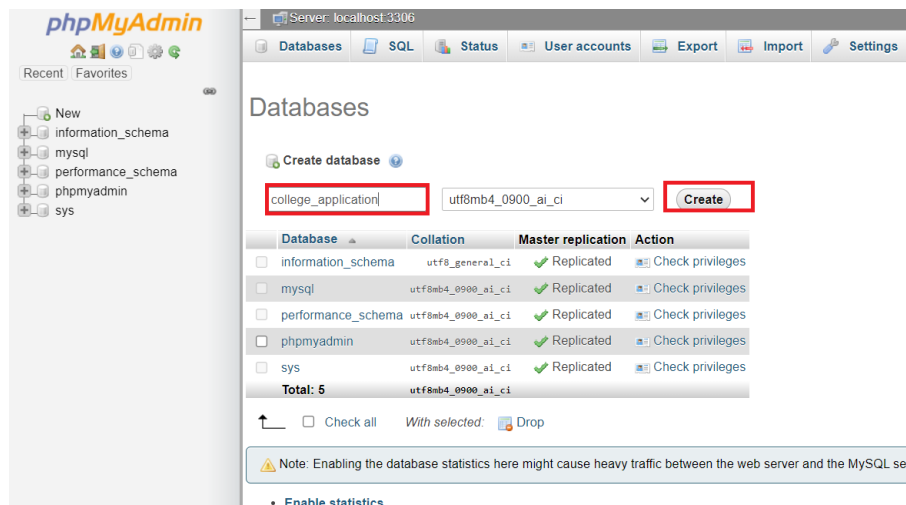 phpMyAdmin
Recent Favorites
New
information_schema
mysql
performance_schema
phpmyadmin
sys
Server: localhost:3306
Databases SQL Status User accounts Export Import Settings
Databases
Create database
college_application utf8mb4_0900_ai_ci Create
Database Collation Master replication Action
information_schema utf8_general_ci Replicated Check privileges
mysql utf8mb4_0900_ai_ci Replicated Check privileges
performance_schema utf8mb4_0900_ai_ci Replicated Check privileges
phpmyadmin utf8mb4_0900_ai_ci Replicated Check privileges
sys utf8mb4_0900_ai_ci Replicated Check privileges
Total: 5 utf8mb4_0900_ai_ci
Check all With selected: Drop
Note: Enabling the database statistics here might cause heavy traffic between the web server and the MySQL se
Enable statistics